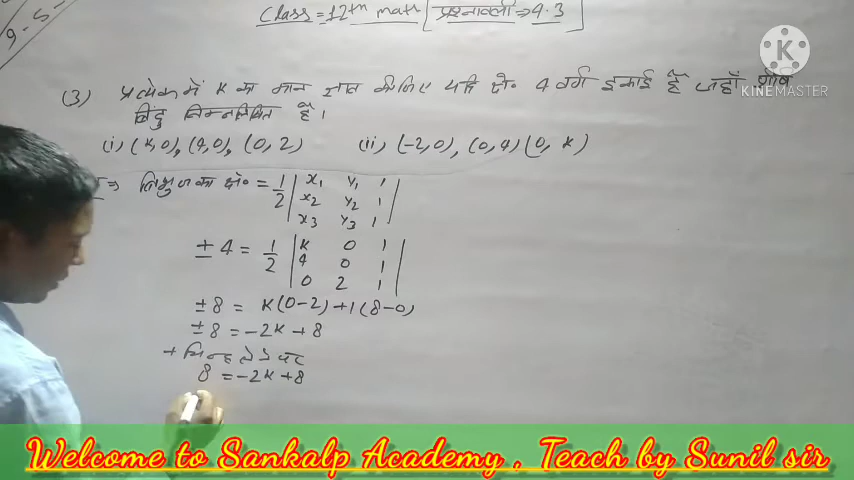 9.5
Class = 12th math [प्रश्नावली → 9.3
(3) प्रत्येक में K का मान ज्ञात कीजिए यदि क्षे० 4 वर्ग इकाई है जहाँ शीर्ष
KINEMASTER
बिंदु निम्नलिखित है।
(i) (K,0), (4,0), (0, 2) (ii) (-2,0), (0,4) (0, K)
⇒ त्रिभुज का क्षे० = 1/2 | x₁ y₁ 1 |
| x₂ y₂ 1 |
| x₃ y₃ 1 |
± 4 = 1/2 | K 0 1 |
| 4 0 1 |
| 0 2 1 |
± 8 = K(0-2) +1(8-0)
± 8 = -2K + 8
+ चिन्ह लेने पर
8 = -2K + 8
Welcome to Sankalp Academy . Teach by Sunil sir